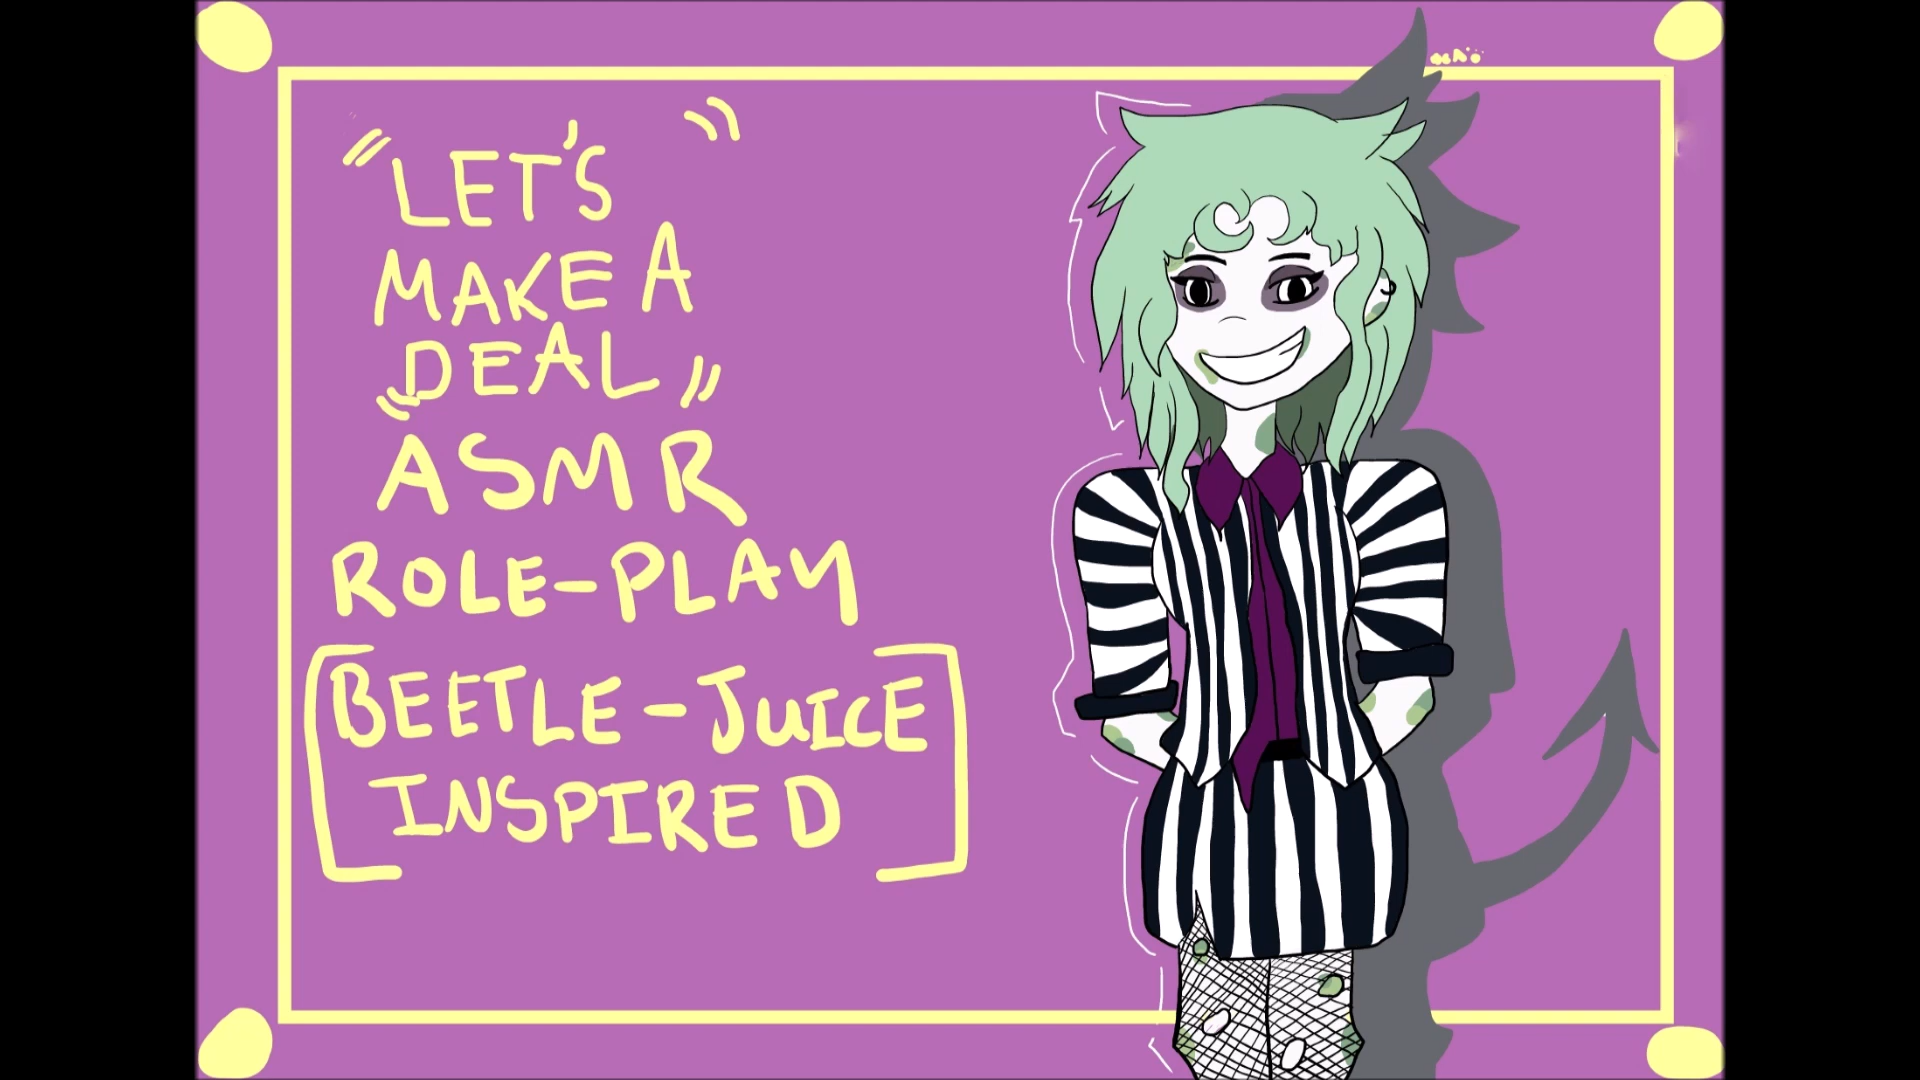 "LET'S
MAKE A
DEAL"
ASMR
ROLE-PLAY
[BEETLE-JUICE
INSPIRED]